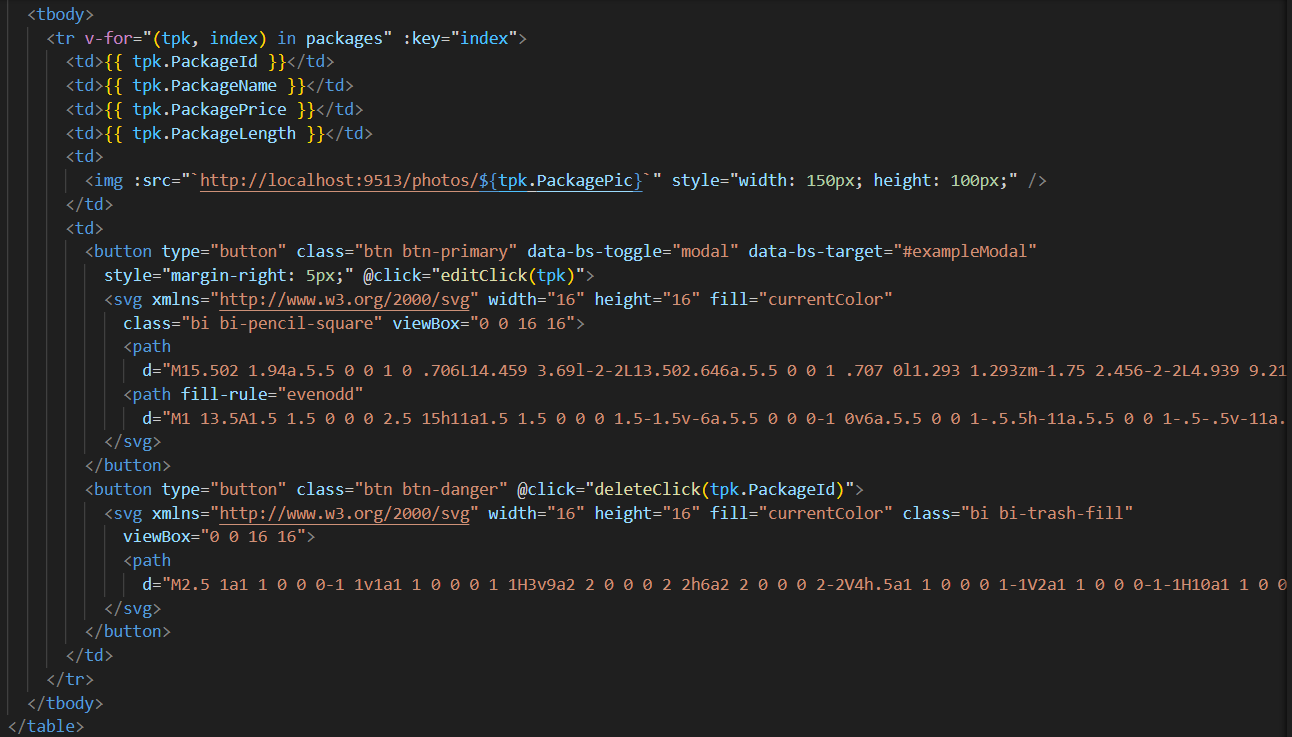 <tbody>
<tr v-for="(tpk, index) in packages" :key="index">
<td>{{ tpk.PackageId }}</td>
<td>{{ tpk.PackageName }}</td>
<td>{{ tpk.PackagePrice }}</td>
<td>{{ tpk.PackageLength }}</td>
<td>
<img :src="`http://localhost:9513/photos/${tpk.PackagePic}`" style="width: 150px; height: 100px;" />
</td>
<td>
<button type="button" class="btn btn-primary" data-bs-toggle="modal" data-bs-target="#exampleModal"
style="margin-right: 5px;" @click="editClick(tpk)">
<svg xmlns="http://www.w3.org/2000/svg" width="16" height="16" fill="currentColor"
class="bi bi-pencil-square" viewBox="0 0 16 16">
<path
d="M15.502 1.94a.5.5 0 0 1 0 .706L14.459 3.69l-2-2L13.502.646a.5.5 0 0 1 .707 0l1.293 1.293zm-1.75 2.456-2-2L4.939 9.21
<path fill-rule="evenodd"
d="M1 13.5A1.5 1.5 0 0 0 2.5 15h11a1.5 1.5 0 0 0 1.5-1.5v-6a.5.5 0 0 0-1 0v6a.5.5 0 0 1-.5.5h-11a.5.5 0 0 1-.5-.5v-11a.
</svg>
</button>
<button type="button" class="btn btn-danger" @click="deleteClick(tpk.PackageId)">
<svg xmlns="http://www.w3.org/2000/svg" width="16" height="16" fill="currentColor" class="bi bi-trash-fill"
viewBox="0 0 16 16">
<path
d="M2.5 1a1 1 0 0 0-1 1v1a1 1 0 0 0 1 1H3v9a2 2 0 0 0 2 2h6a2 2 0 0 0 2-2V4h.5a1 1 0 0 0 1-1V2a1 1 0 0 0-1-1H10a1 1 0 0
</svg>
</button>
</td>
</tr>
</tbody>
</table>